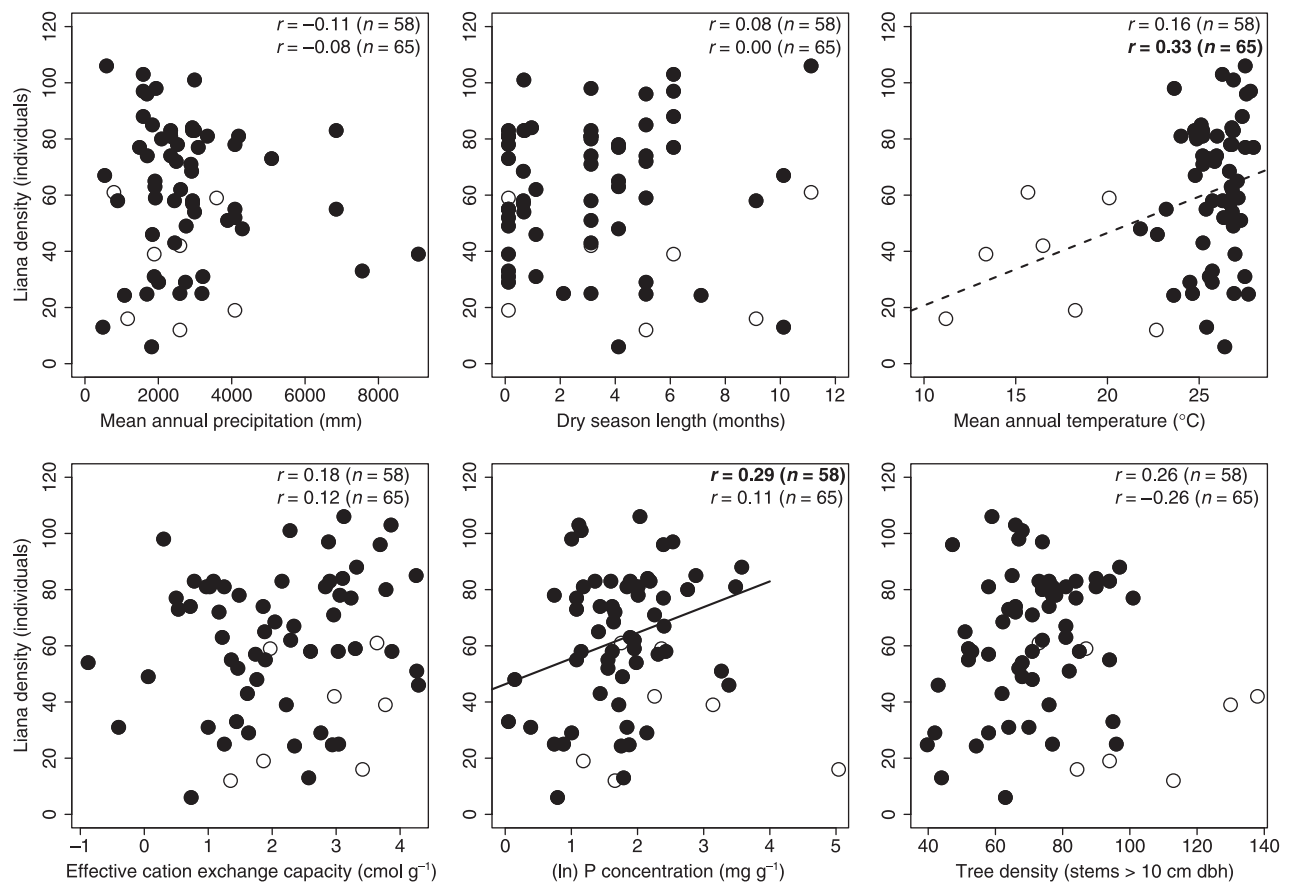 r = −0.11 (n = 58)
r = −0.08 (n = 65)
120
100
80
60
40
20
0
Liana density (individuals)
0 2000 4000 6000 8000
Mean annual precipitation (mm)
r = 0.08 (n = 58)
r = 0.00 (n = 65)
0 2 4 6 8 10 12
Dry season length (months)
r = 0.16 (n = 58)
r = 0.33 (n = 65)
10 15 20 25
Mean annual temperature (°C)
r = 0.18 (n = 58)
r = 0.12 (n = 65)
120
100
80
60
40
20
0
Liana density (individuals)
−1 0 1 2 3 4
Effective cation exchange capacity (cmol g⁻¹)
r = 0.29 (n = 58)
r = 0.11 (n = 65)
0 1 2 3 4 5
(ln) P concentration (mg g⁻¹)
r = 0.26 (n = 58)
r = −0.26 (n = 65)
40 60 80 100 120 140
Tree density (stems > 10 cm dbh)